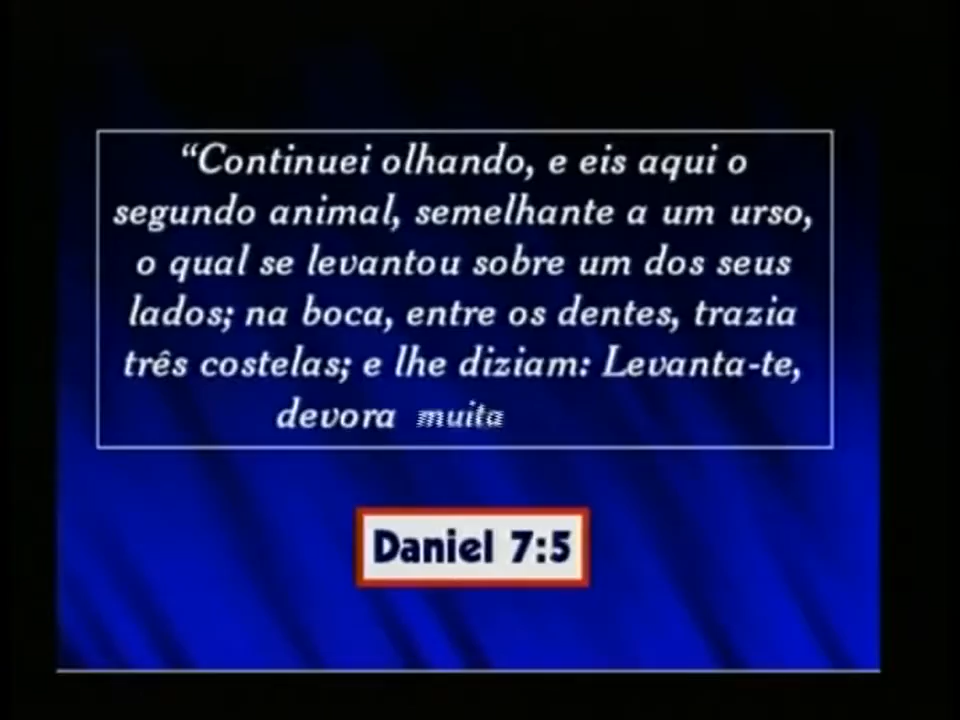 “Continuei olhando, e eis aqui o
segundo animal, semelhante a um urso,
o qual se levantou sobre um dos seus
lados; na boca, entre os dentes, trazia
três costelas; e lhe diziam: Levanta-te,
devora muita
Daniel 7:5